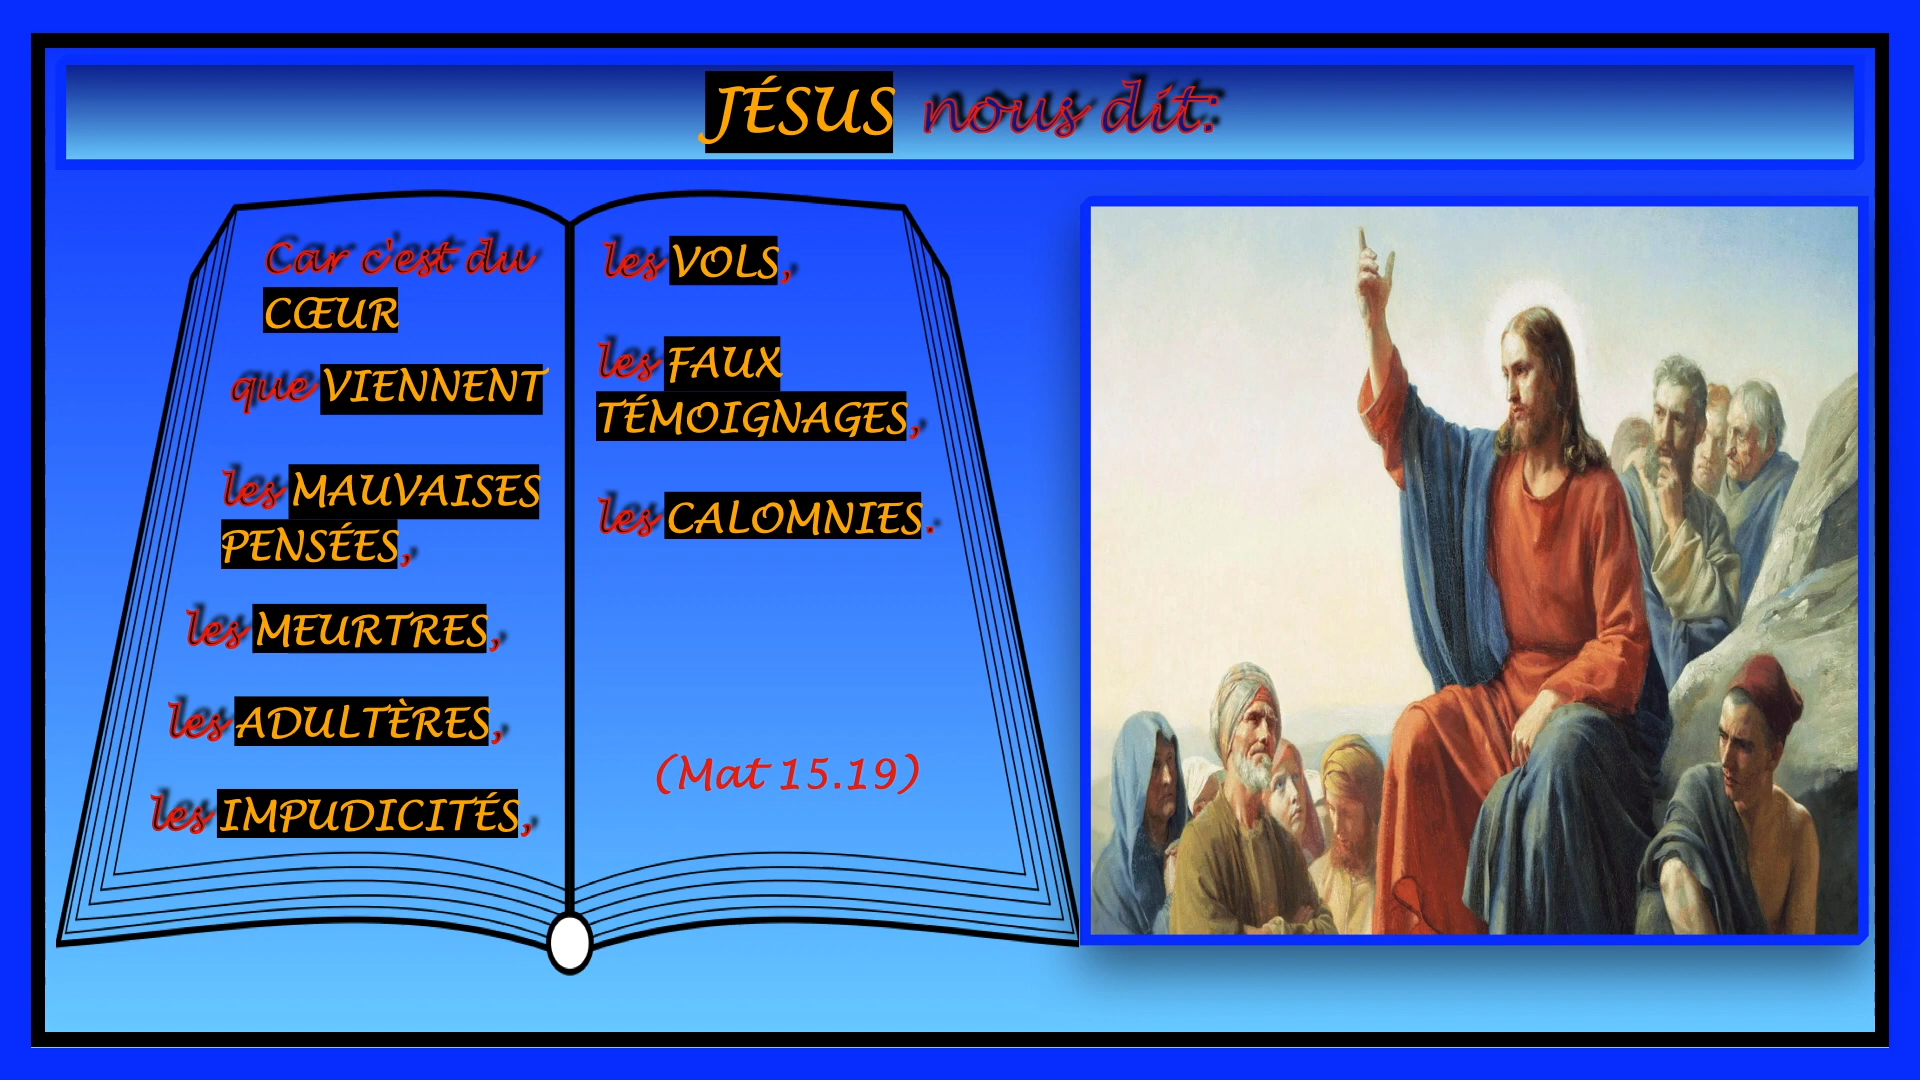 JÉSUS nous dit:
Car c'est du
CŒUR
que VIENNENT
les MAUVAISES
PENSÉES,
les MEURTRES,
les ADULTÈRES,
les IMPUDICITÉS,
les VOLS,
les FAUX
TÉMOIGNAGES,
les CALOMNIES.
(Mat 15.19)